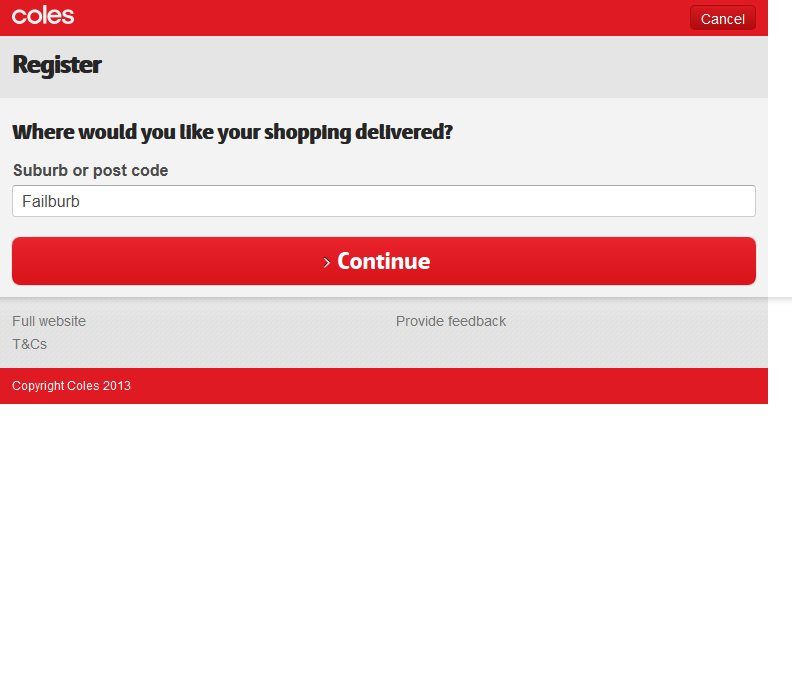 coles
Cancel
Register
Where would you like your shopping delivered?
Suburb or post code
Failburb
› Continue
Full website
Provide feedback
T&Cs
Copyright Coles 2013